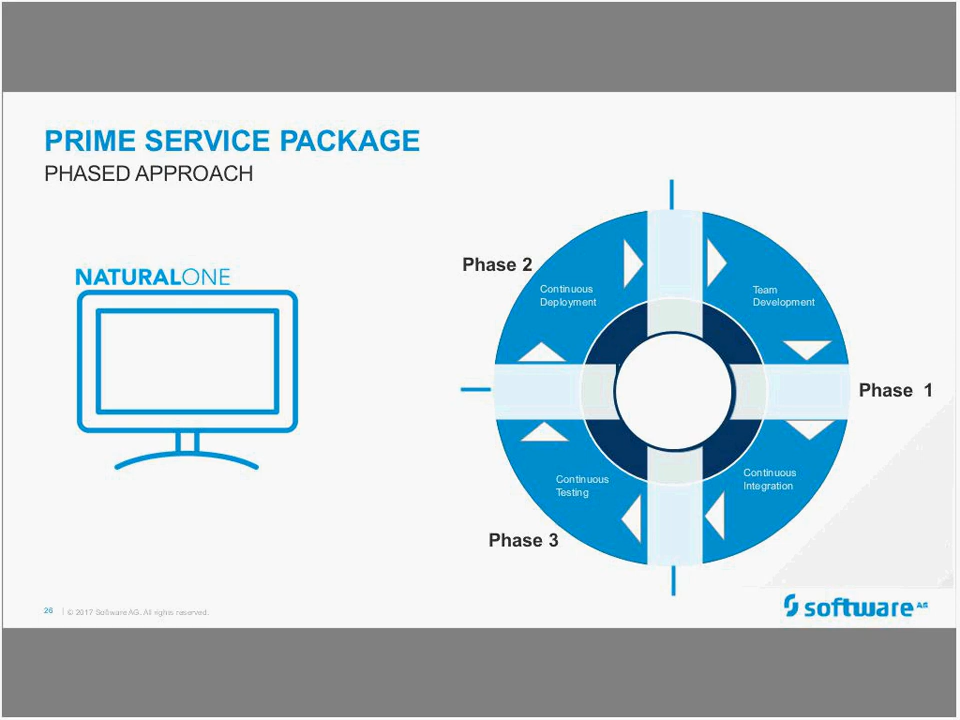 PRIME SERVICE PACKAGE
PHASED APPROACH
NATURALONE
Phase 2
Continuous
Deployment
Team
Development
Phase 1
Continuous
Testing
Continuous
Integration
Phase 3
26 | © 2017 Software AG. All rights reserved.
software AG